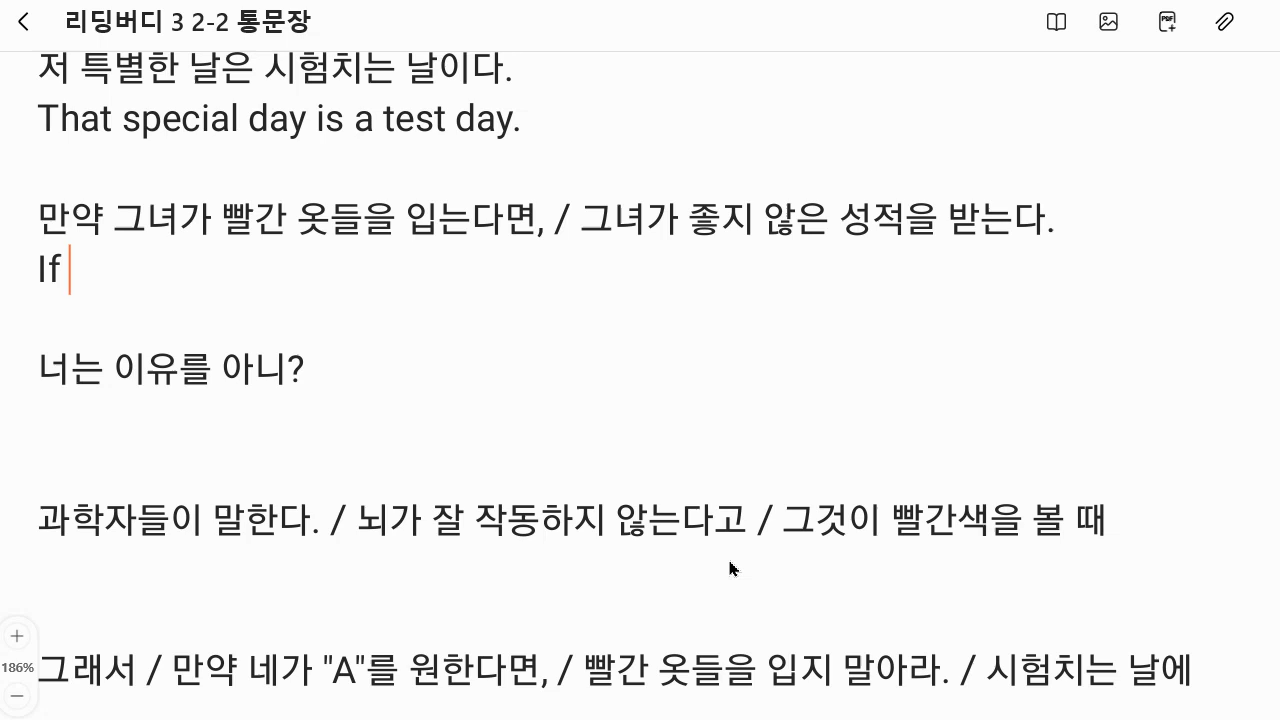 리딩버디 3 2-2 통문장
저 특별한 날은 시험치는 날이다.
That special day is a test day.
만약 그녀가 빨간 옷들을 입는다면, / 그녀가 좋지 않은 성적을 받는다.
If
너는 이유를 아니?
과학자들이 말한다. / 뇌가 잘 작동하지 않는다고 / 그것이 빨간색을 볼 때
186%
그래서 / 만약 네가 "A"를 원한다면, / 빨간 옷들을 입지 말아라. / 시험치는 날에